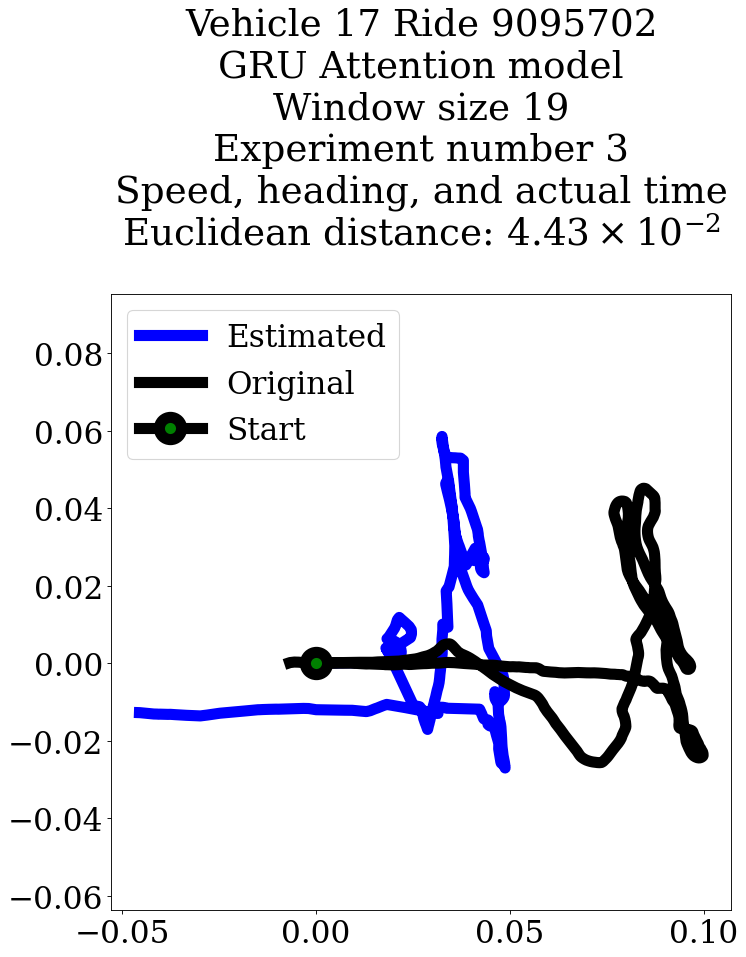 Vehicle 17 Ride 9095702
GRU Attention model
Window size 19
Experiment number 3
Speed, heading, and actual time
Euclidean distance: 4.43 × 10⁻²
Estimated
Original
Start
0.08
0.06
0.04
0.02
0.00
−0.02
−0.04
−0.06
−0.05 0.00 0.05 0.10